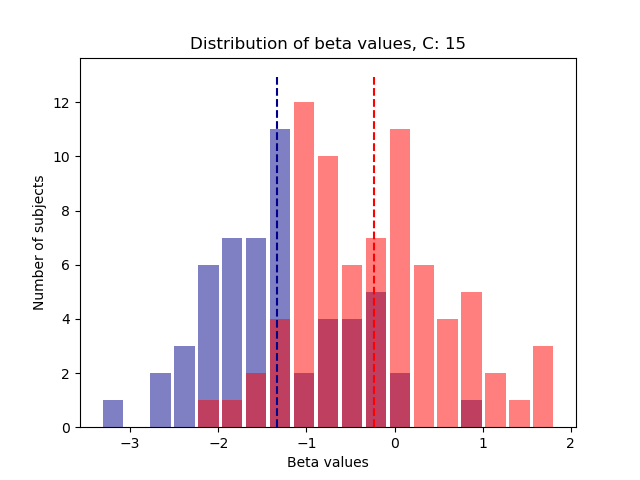 Distribution of beta values, C: 15
Number of subjects
12
10
8
6
4
2
0
−3 −2 −1 0 1 2
Beta values